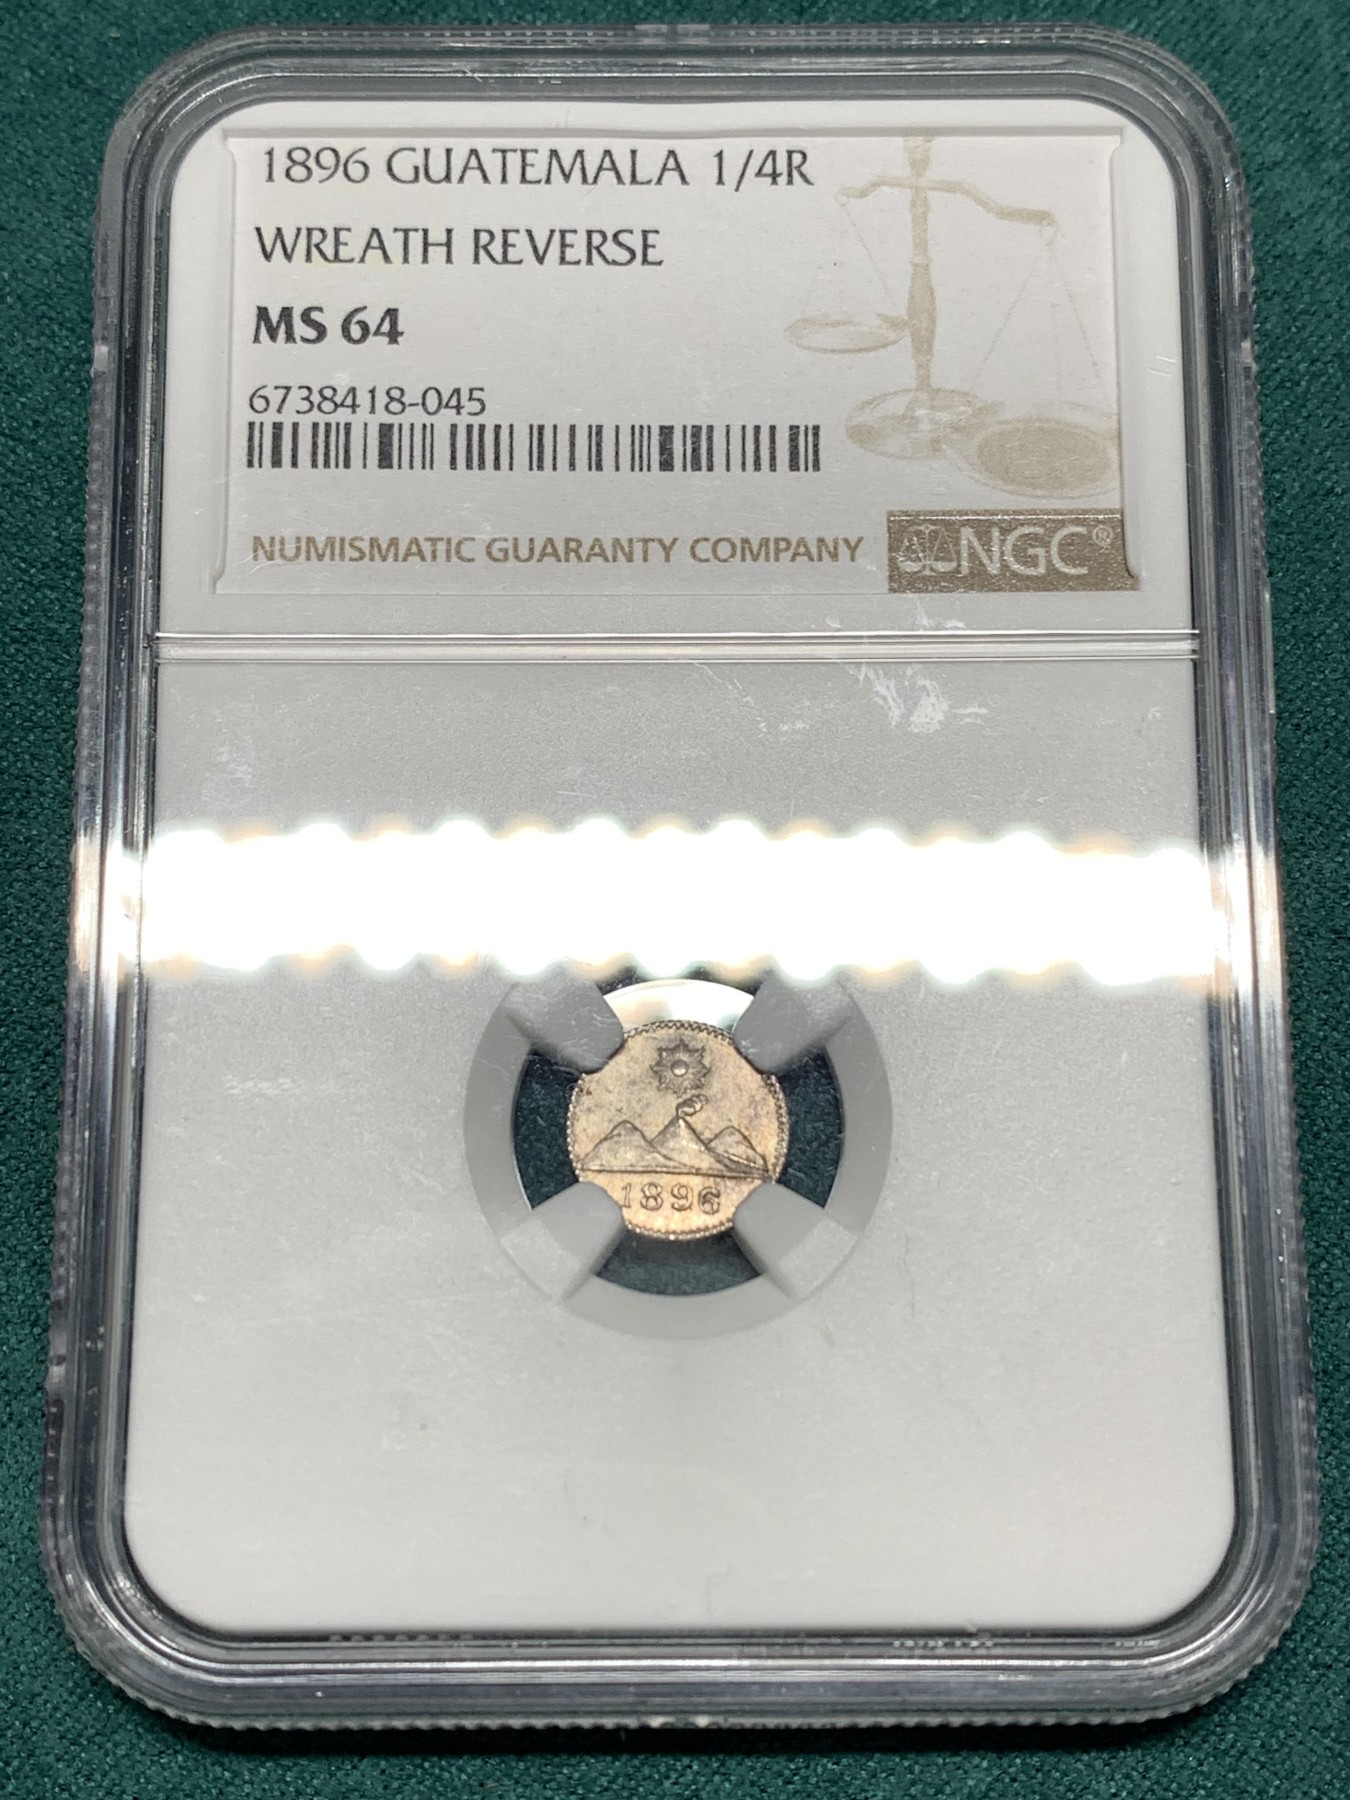 1896 GUATEMALA 1/4R
WREATH REVERSE
MS 64
6738418-045
NUMISMATIC GUARANTY COMPANY
NGC®
1896